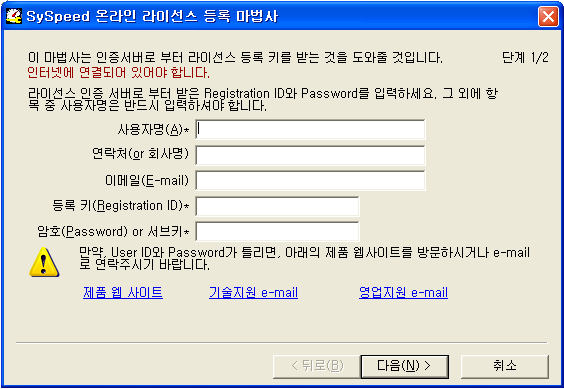 SySpeed 온라인 라이선스 등록 마법사
이 마법사는 인증서버로 부터 라이선스 등록 키를 받는 것을 도와줄 것입니다. 단계 1/2
인터넷에 연결되어 있어야 합니다.
라이선스 인증 서버로 부터 받은 Registration ID와 Password를 입력하세요. 그 외에 항
목 중 사용자명은 반드시 입력하셔야 합니다.
사용자명(A)*
연락처(or 회사명)
이메일(E-mail)
등록 키(Registration ID)*
암호(Password) or 서브키*
만약, User ID와 Password가 틀리면, 아래의 제품 웹사이트를 방문하시거나 e-mail
로 연락주시기 바랍니다.
제품 웹 사이트 기술지원 e-mail 영업지원 e-mail
< 뒤로(B) 다음(N) > 취소